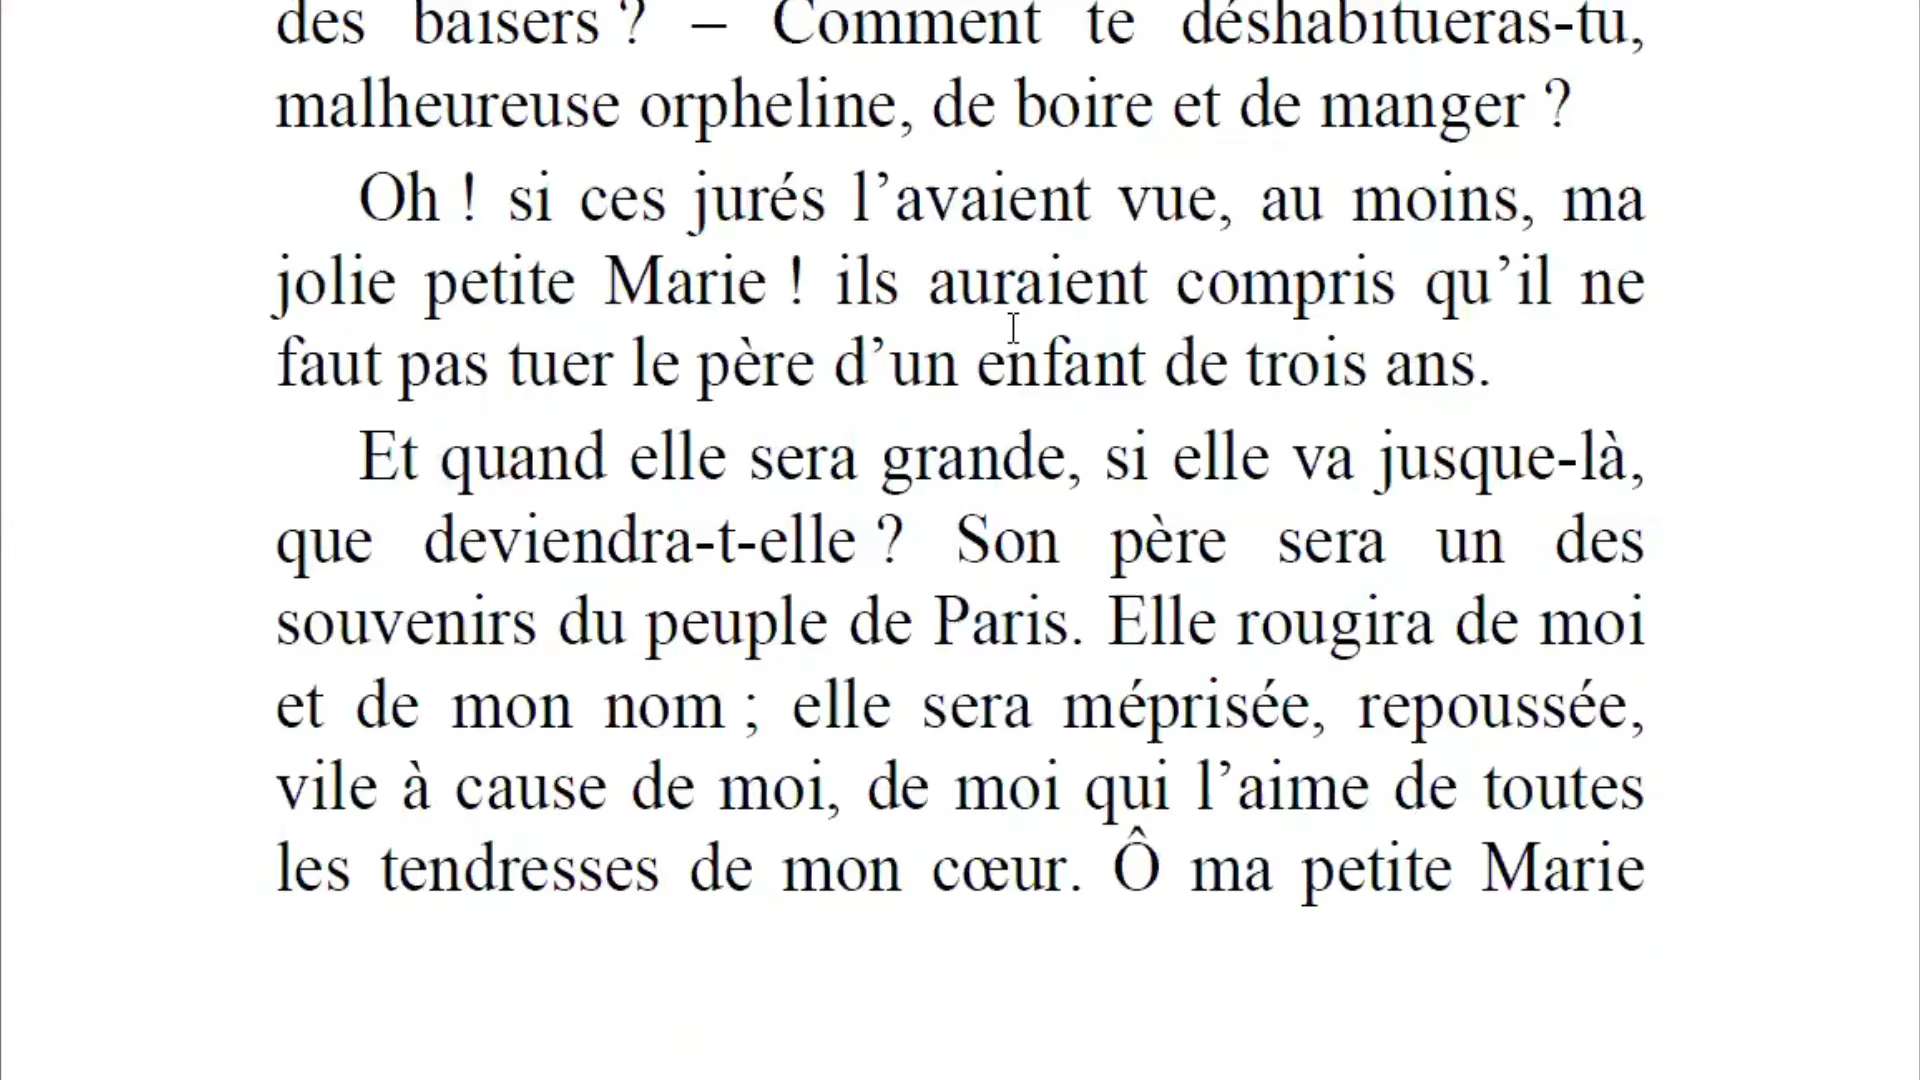 des baisers ? – Comment te déshabitueras-tu,
malheureuse orpheline, de boire et de manger ?
Oh ! si ces jurés l’avaient vue, au moins, ma
jolie petite Marie ! ils auraient compris qu’il ne
faut pas tuer le père d’un enfant de trois ans.
Et quand elle sera grande, si elle va jusque-là,
que deviendra-t-elle ? Son père sera un des
souvenirs du peuple de Paris. Elle rougira de moi
et de mon nom ; elle sera méprisée, repoussée,
vile à cause de moi, de moi qui l’aime de toutes
les tendresses de mon cœur. Ô ma petite Marie